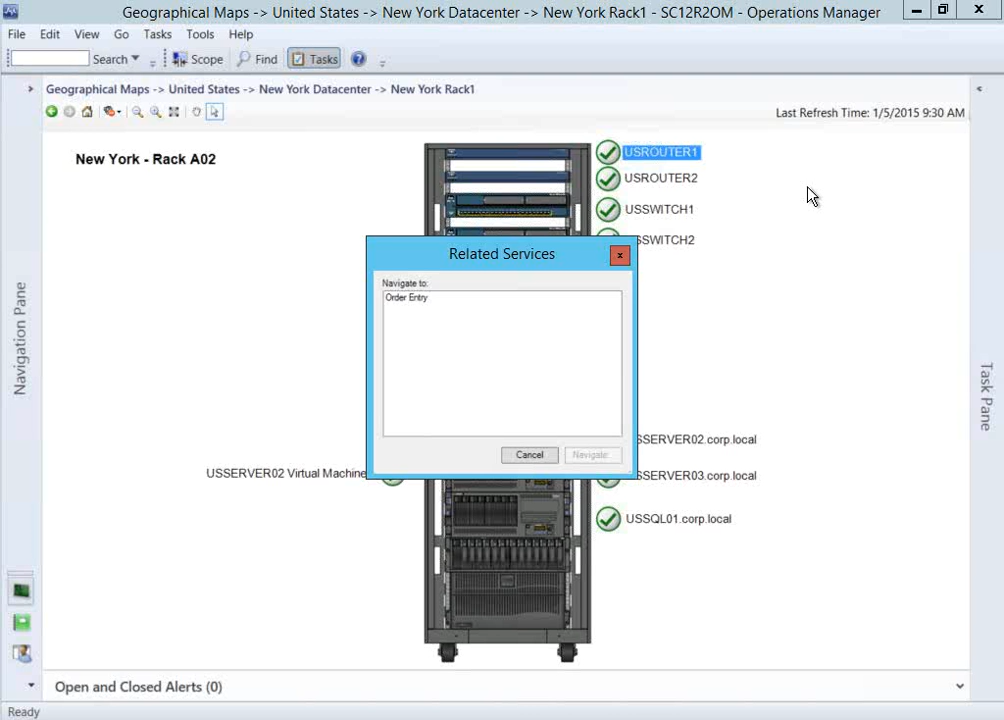 Geographical Maps -> United States -> New York Datacenter -> New York Rack1 - SC12R2OM - Operations Manager
File Edit View Go Tasks Tools Help
Search Scope Find Tasks
Geographical Maps -> United States -> New York Datacenter -> New York Rack1
Last Refresh Time: 1/5/2015 9:30 AM
New York - Rack A02
USROUTER1
USROUTER2
USSWITCH1
SWITCH2
Related Services
Navigate to:
Order Entry
Cancel Navigate
Navigation Pane
Task Pane
SSERVER02.corp.local
USSERVER02 Virtual Machine
SSERVER03.corp.local
USSQL01.corp.local
Open and Closed Alerts (0)
Ready